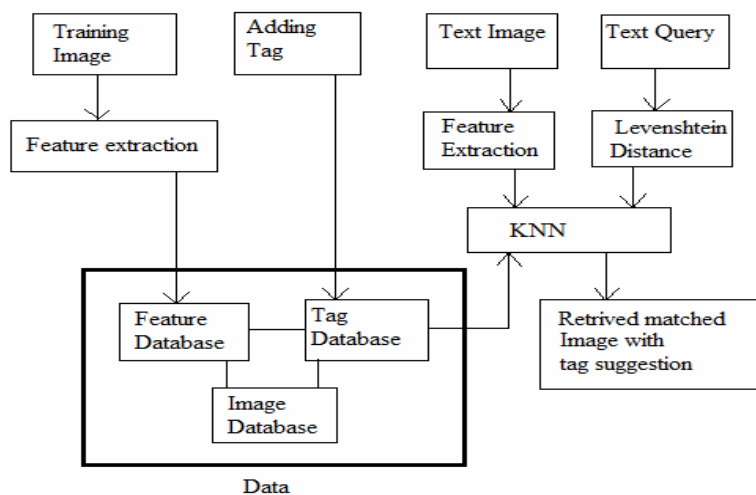 Training
Image
Adding
Tag
Text Image
Text Query
Feature extraction
Feature
Extraction
Levenshtein
Distance
KNN
Feature
Database
Tag
Database
Image
Database
Retrived matched
Image with
tag suggestion
Data